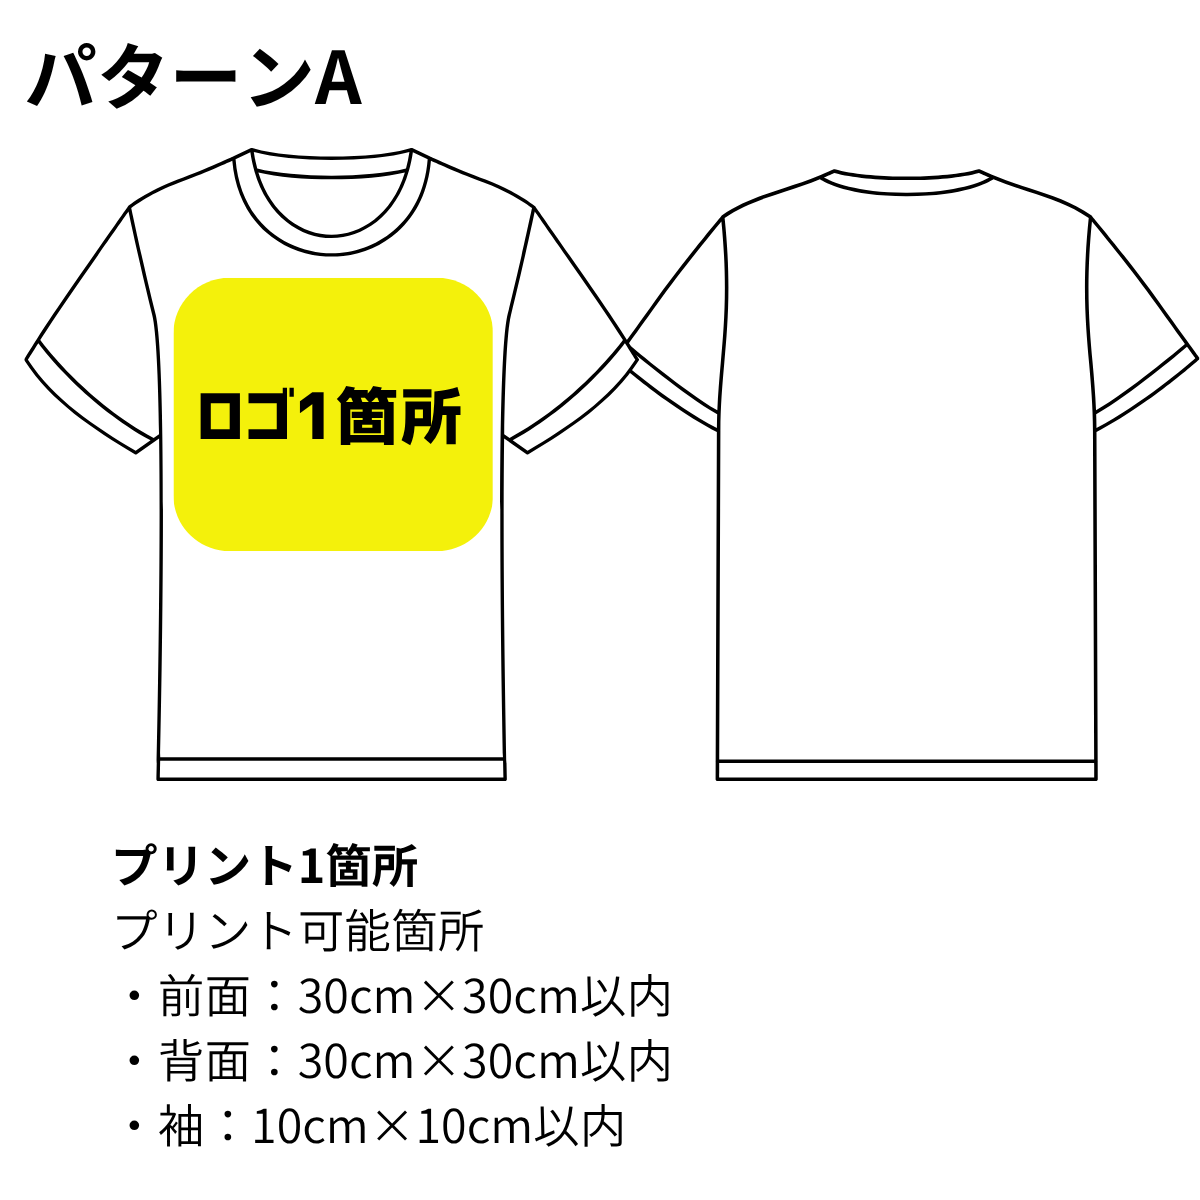 パターンA
ロゴ1箇所
プリント1箇所
プリント可能箇所
・前面：30cm×30cm以内
・背面：30cm×30cm以内
・袖：10cm×10cm以内